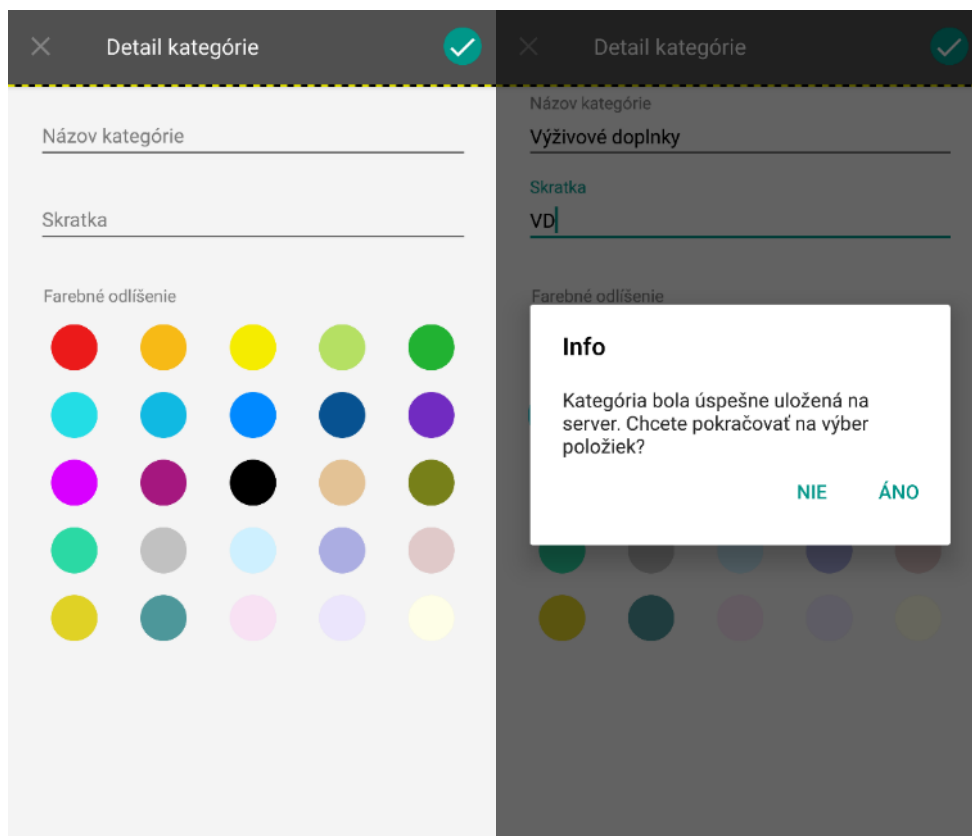 Detail kategórie
Názov kategórie
Skratka
Farebné odlíšenie
Detail kategórie
Názov kategórie
Výživové doplnky
Skratka
VD
Farebné odlíšenie
Info
Kategória bola úspešne uložená na
server. Chcete pokračovať na výber
položiek?
NIE ÁNO